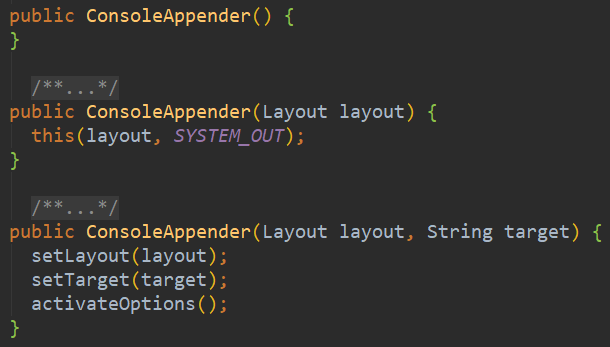 public ConsoleAppender() {
}
/**...*/
public ConsoleAppender(Layout layout) {
this(layout, SYSTEM_OUT);
}
/**...*/
public ConsoleAppender(Layout layout, String target) {
setLayout(layout);
setTarget(target);
activateOptions();
}